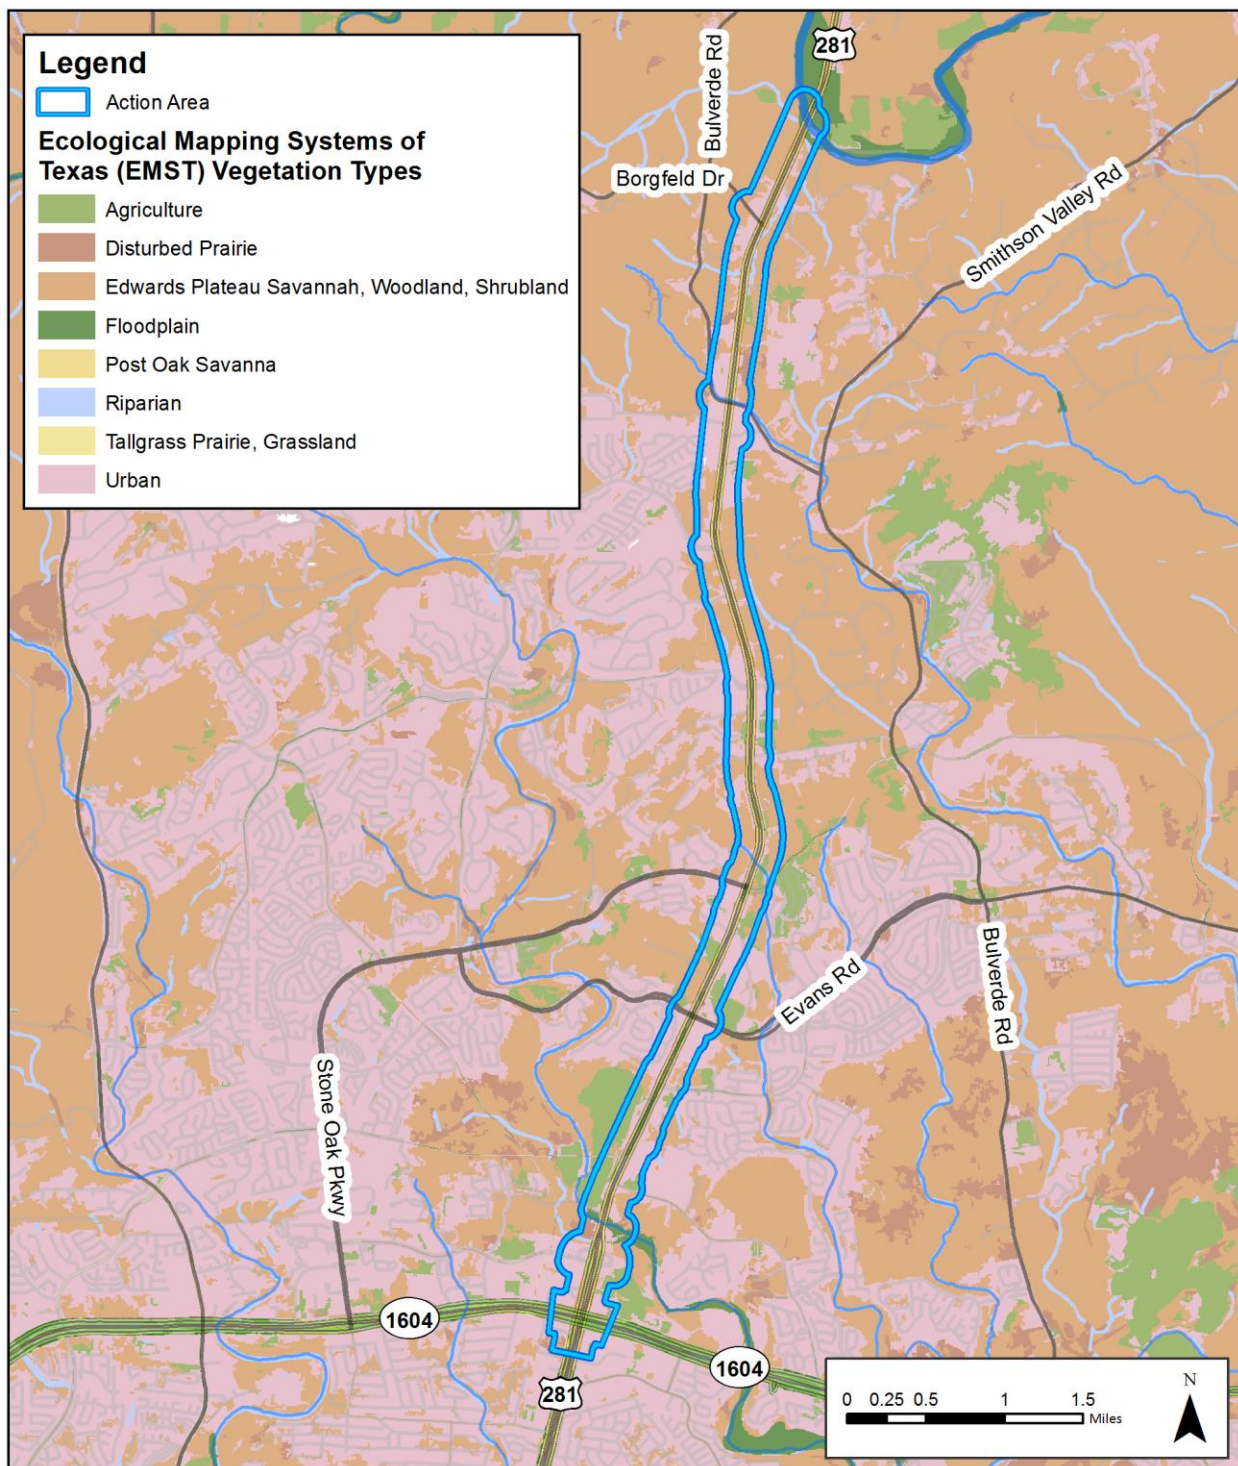 Legend
Action Area
Ecological Mapping Systems of
Texas (EMST) Vegetation Types
Agriculture
Disturbed Prairie
Edwards Plateau Savannah, Woodland, Shrubland
Floodplain
Post Oak Savanna
Riparian
Tallgrass Prairie, Grassland
Urban
281
Bulverde Rd
Borgfeld Dr
Smithson Valley Rd
Evans Rd
Bulverde Rd
Stone Oak Pkwy
1604
1604
281
N
0 0.25 0.5 1 1.5
Miles